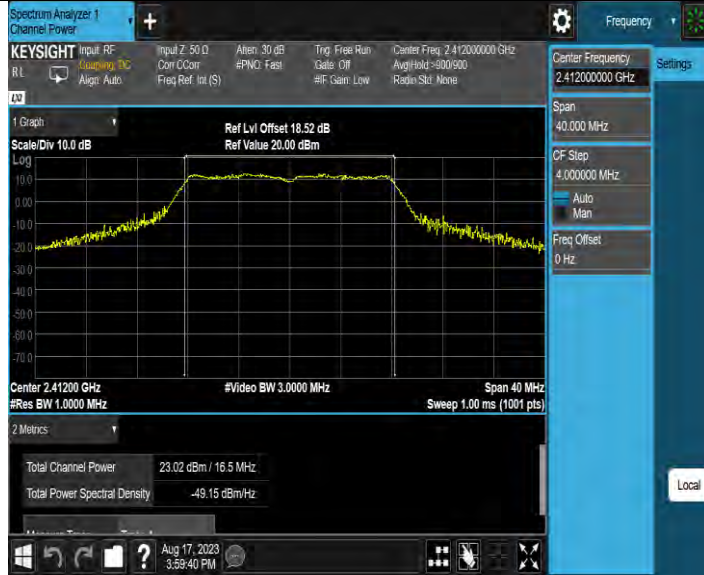 Spectrum Analyzer 1
Channel Power
+
Frequency
KEYSIGHT
RL
Input: RF
Coupling: DC
Align: Auto
Input Z: 50 Ω
Corr CCorr
Freq Ref: Int (S)
Atten: 30 dB
#PNO: Fast
Trig: Free Run
Gate: Off
#IF Gain: Low
Center Freq: 2.412000000 GHz
Avg|Hold:>900/900
Radio Std: None
Center Frequency
2.412000000 GHz
Settings
Span
40.000 MHz
CF Step
4.000000 MHz
Auto
Man
Freq Offset
0 Hz
1 Graph
Scale/Div 10.0 dB
Ref Lvl Offset 18.52 dB
Ref Value 20.00 dBm
Log
10.0
0.00
-10.0
-20.0
-30.0
-40.0
-50.0
-60.0
-70.0
Center 2.41200 GHz
#Video BW 3.0000 MHz
Span 40 MHz
#Res BW 1.0000 MHz
Sweep 1.00 ms (1001 pts)
2 Metrics
Total Channel Power 23.02 dBm / 16.5 MHz
Total Power Spectral Density -49.15 dBm/Hz
Local
? Aug 17, 2023
3:59:40 PM